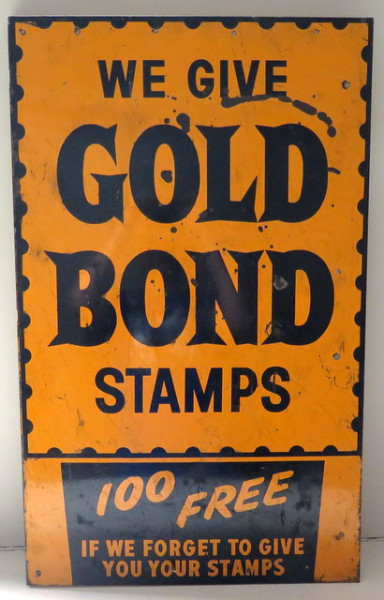 WE GIVE
GOLD
BOND
STAMPS
100 FREE
IF WE FORGET TO GIVE
YOU YOUR STAMPS